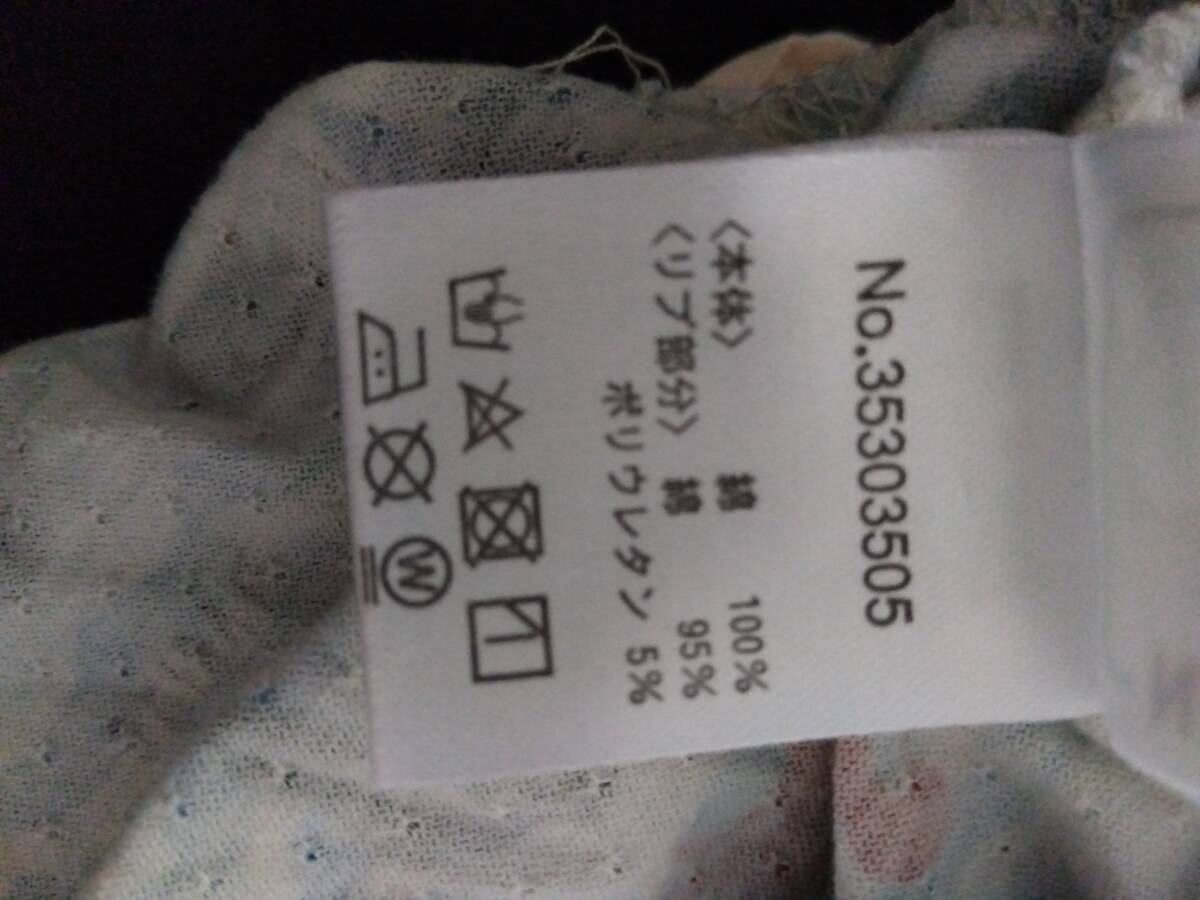 No.35303505
〈本体〉 綿 100%
〈リブ部分〉 綿 95%
ポリウレタン 5%
W